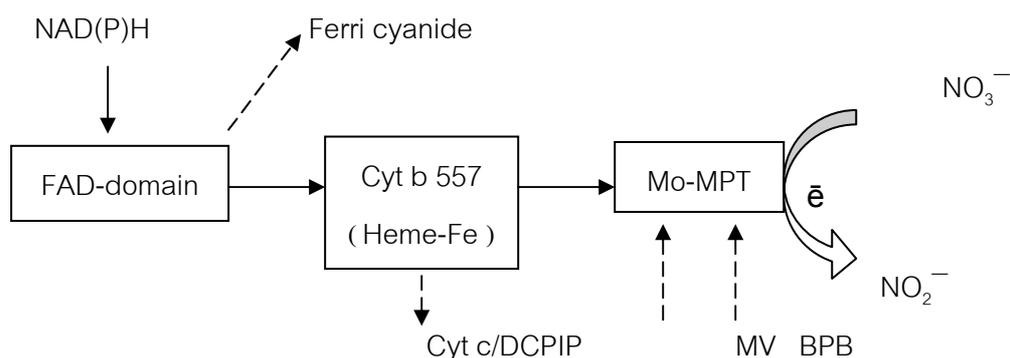 NAD(P)H
Ferri cyanide
NO₃⁻
FAD-domain
Cyt b 557
( Heme-Fe )
Mo-MPT
ē
NO₂⁻
Cyt c/DCPIP
MV BPB